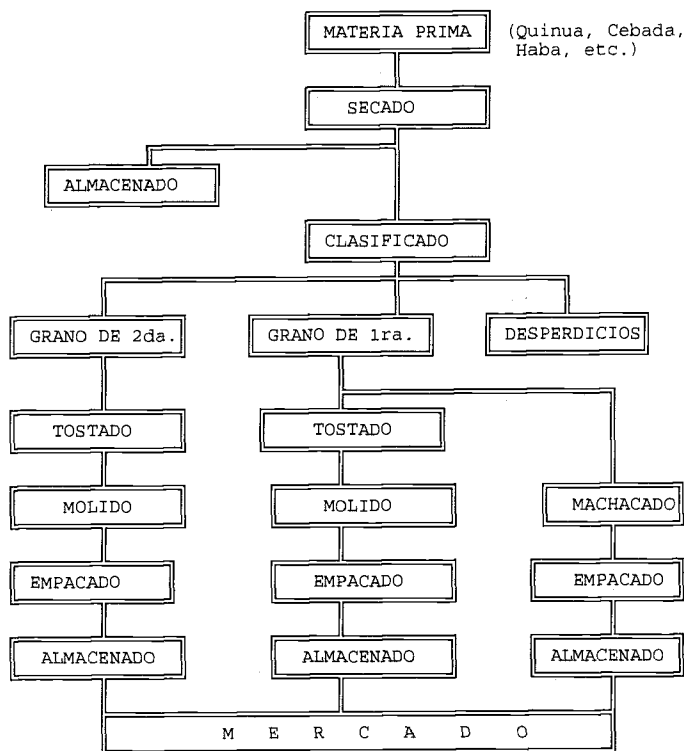 MATERIA PRIMA (Quinua, Cebada,
Haba, etc.)
SECADO
ALMACENADO
CLASIFICADO
GRANO DE 2da. GRANO DE 1ra. DESPERDICIOS
TOSTADO TOSTADO
MOLIDO MOLIDO MACHACADO
EMPACADO EMPACADO EMPACADO
ALMACENADO ALMACENADO ALMACENADO
M E R C A D O